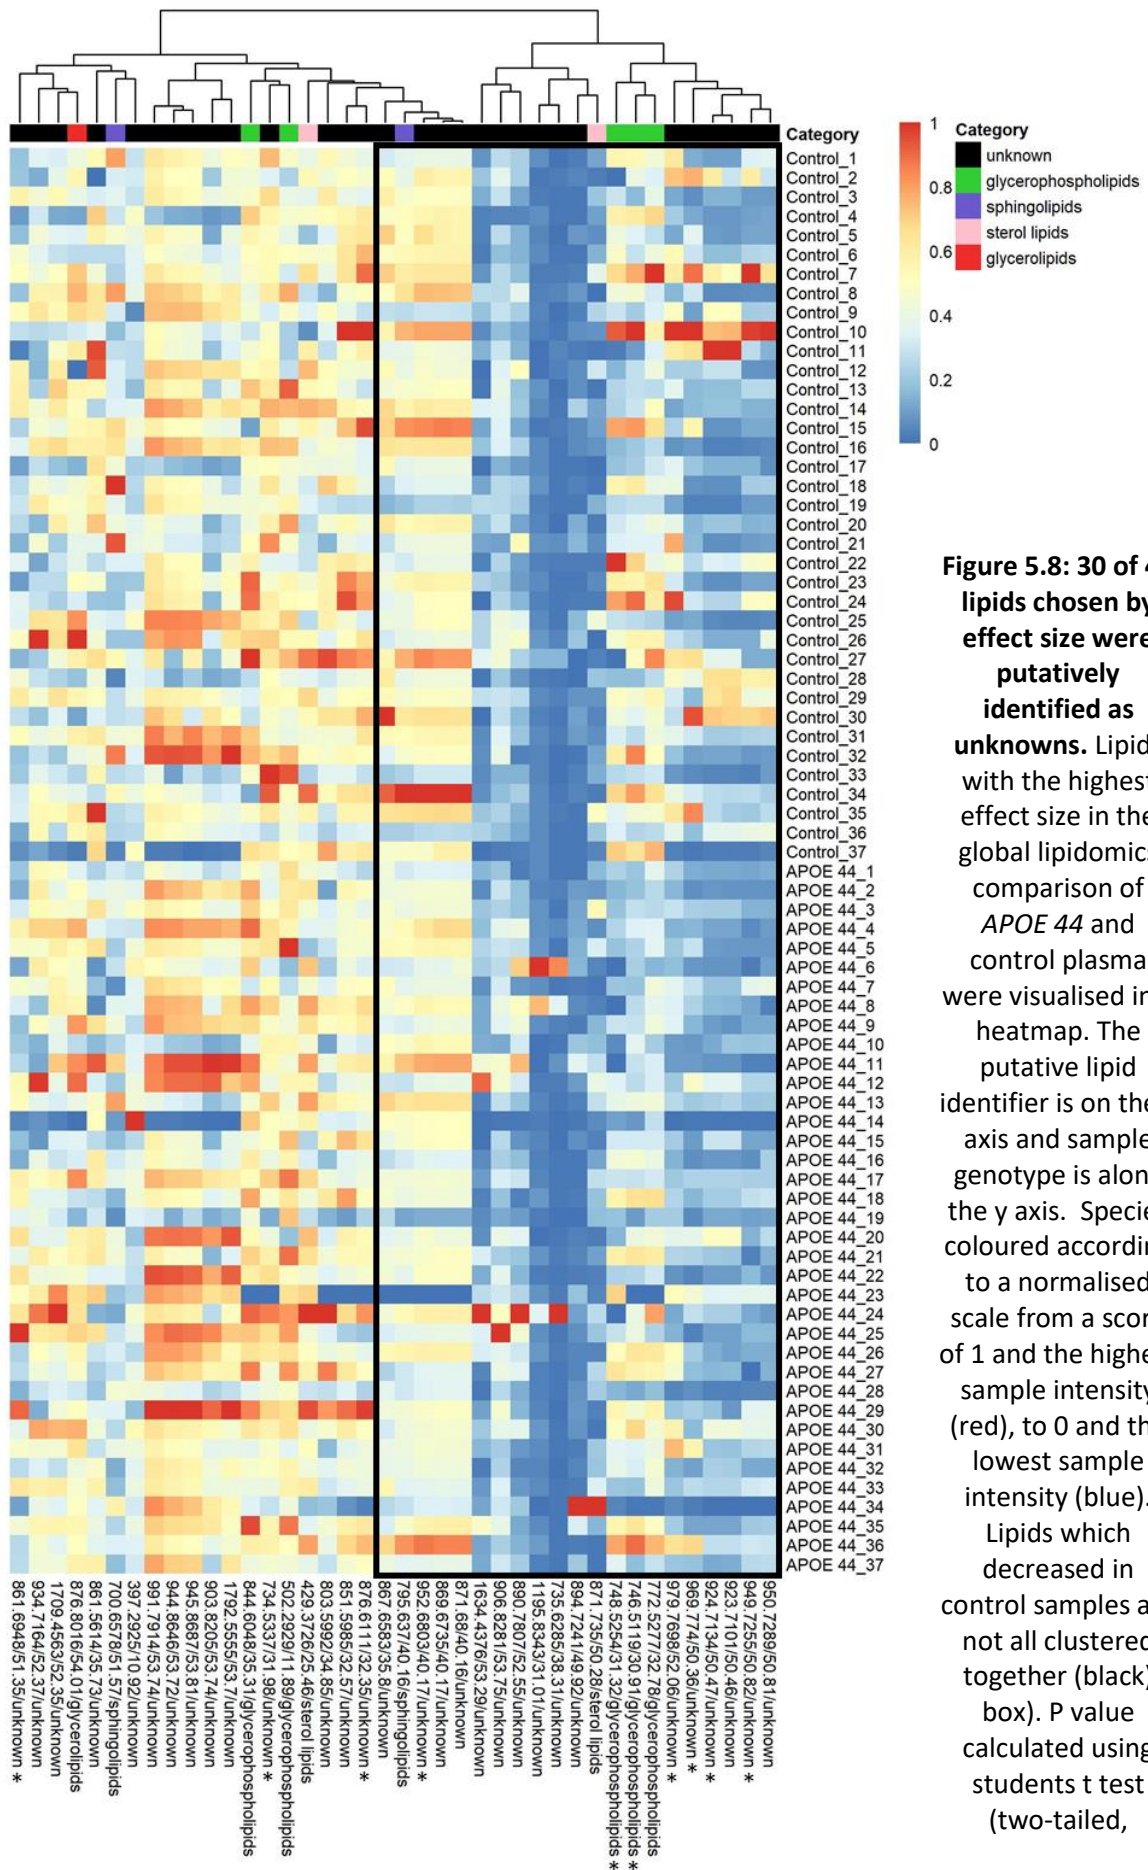 Category
Control_1
Control_2
Control_3
Control_4
Control_5
Control_6
Control_7
Control_8
Control_9
Control_10
Control_11
Control_12
Control_13
Control_14
Control_15
Control_16
Control_17
Control_18
Control_19
Control_20
Control_21
Control_22
Control_23
Control_24
Control_25
Control_26
Control_27
Control_28
Control_29
Control_30
Control_31
Control_32
Control_33
Control_34
Control_35
Control_36
Control_37
APOE 44_1
APOE 44_2
APOE 44_3
APOE 44_4
APOE 44_5
APOE 44_6
APOE 44_7
APOE 44_8
APOE 44_9
APOE 44_10
APOE 44_11
APOE 44_12
APOE 44_13
APOE 44_14
APOE 44_15
APOE 44_16
APOE 44_17
APOE 44_18
APOE 44_19
APOE 44_20
APOE 44_21
APOE 44_22
APOE 44_23
APOE 44_24
APOE 44_25
APOE 44_26
APOE 44_27
APOE 44_28
APOE 44_29
APOE 44_30
APOE 44_31
APOE 44_32
APOE 44_33
APOE 44_34
APOE 44_35
APOE 44_36
APOE 44_37
861.6948/51.35/unknown *
934.7164/52.37/unknown
1709.4563/52.35/unknown
876.8016/54.01/glycerolipids
861.5614/35.73/unknown
700.6578/51.57/sphingolipids
397.2925/10.92/unknown
991.7914/53.74/unknown
944.8646/53.72/unknown
945.8687/53.81/unknown
903.8205/53.74/unknown
1792.5555/53.7/unknown
844.6048/35.31/glycerophospholipids
734.5337/31.98/unknown *
502.2929/11.89/glycerophospholipids
429.3726/25.46/sterol lipids
803.5992/34.85/unknown
851.5985/32.57/unknown
876.6111/32.35/unknown *
867.6583/35.8/unknown
795.637/40.16/sphingolipids
952.6803/40.17/unknown *
869.6735/40.17/unknown
871.68/40.16/unknown
1634.4376/53.29/unknown
906.8281/53.75/unknown
890.7807/52.55/unknown
1195.8343/31.01/unknown
735.6285/38.31/unknown
894.7241/49.92/unknown
871.735/50.28/sterol lipids
748.5254/31.32/glycerophospholipids *
746.5119/30.91/glycerophospholipids *
772.5277/32.78/glycerophospholipids
979.7698/52.06/unknown *
969.774/50.36/unknown *
924.7134/50.47/unknown *
923.7101/50.46/unknown
949.7255/50.82/unknown *
950.7289/50.81/unknown
1
0.8
0.6
0.4
0.2
0
Category
unknown
glycerophospholipids
sphingolipids
sterol lipids
glycerolipids
Figure 5.8: 30 of 4
lipids chosen by
effect size were
putatively
identified as
unknowns. Lipid
with the highest
effect size in the
global lipidomics
comparison of
APOE 44 and
control plasma
were visualised in
heatmap. The
putative lipid
identifier is on the
axis and sample
genotype is alon
the y axis. Specie
coloured accordin
to a normalised
scale from a scor
of 1 and the highe
sample intensity
(red), to 0 and th
lowest sample
intensity (blue).
Lipids which
decreased in
control samples a
not all clustered
together (black
box). P value
calculated using
students t test
(two-tailed,